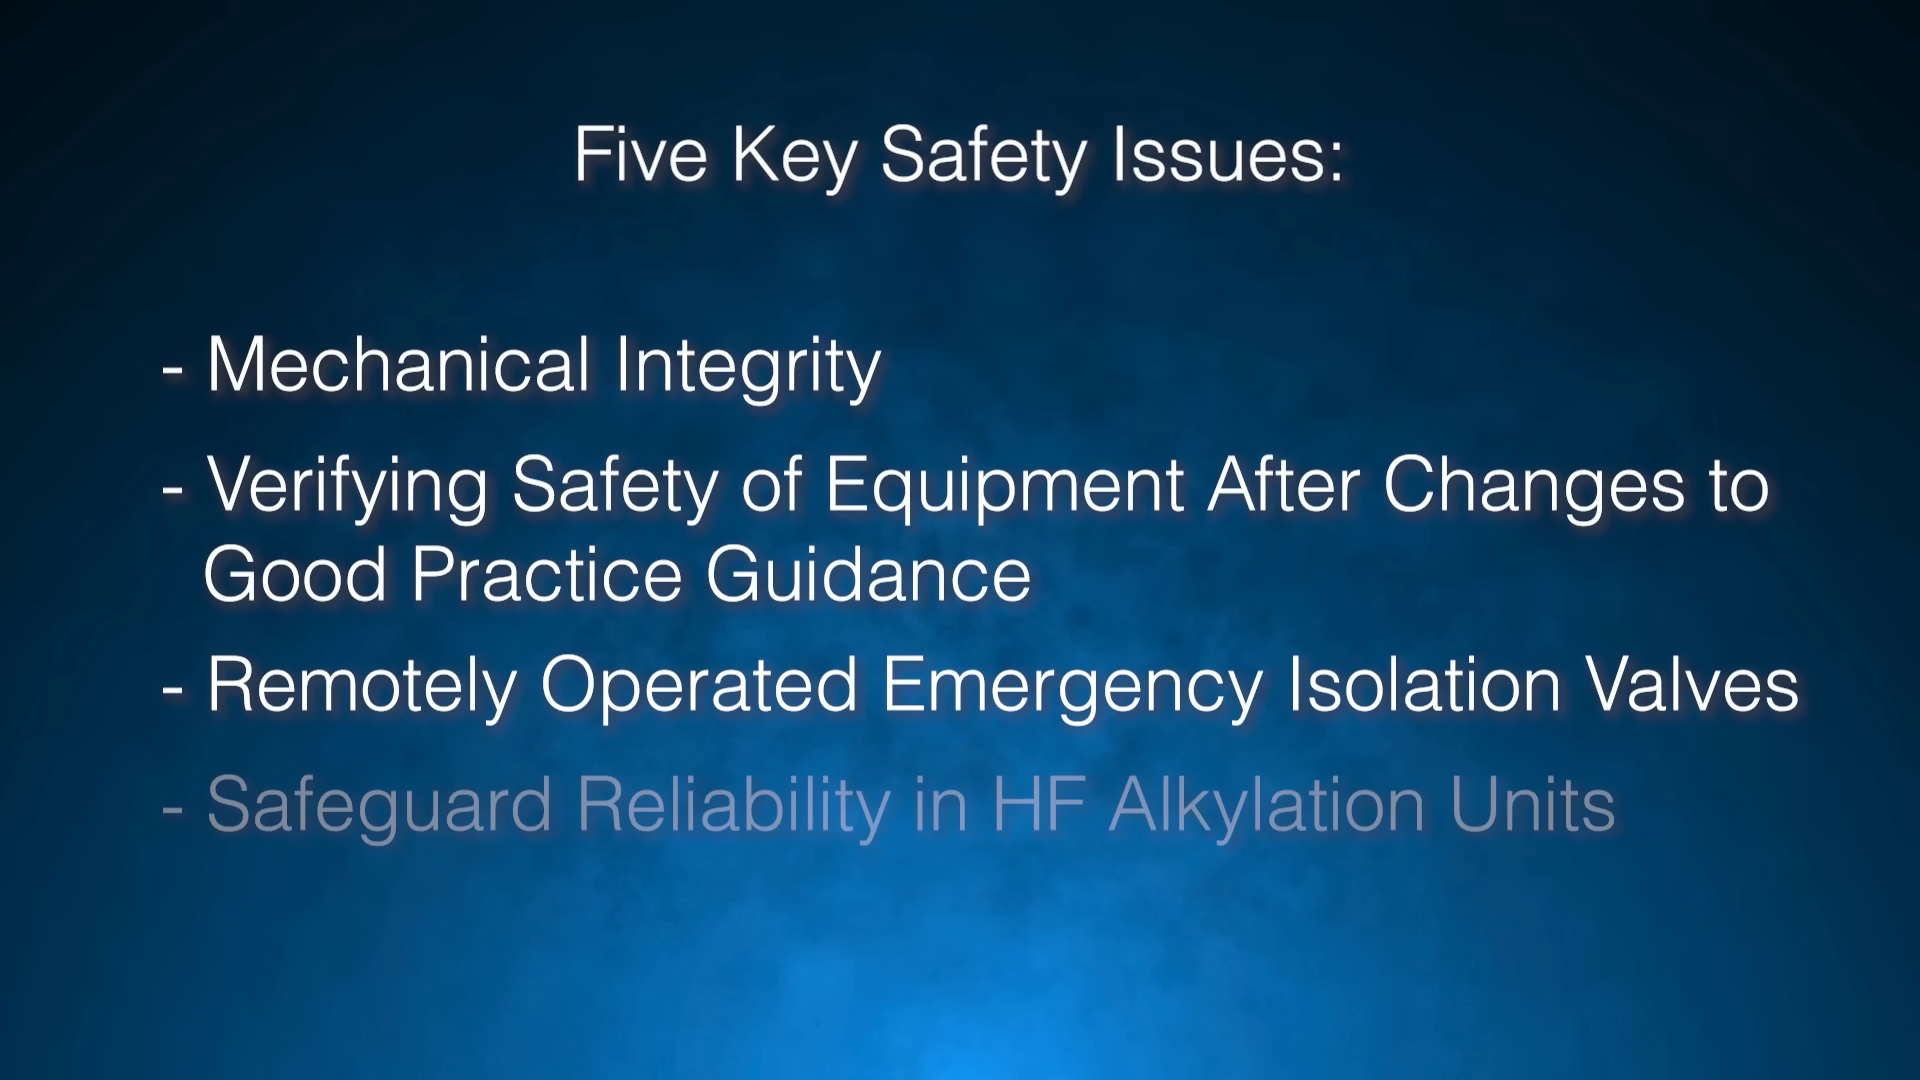 Five Key Safety Issues:
- Mechanical Integrity
- Verifying Safety of Equipment After Changes to
Good Practice Guidance
- Remotely Operated Emergency Isolation Valves
- Safeguard Reliability in HF Alkylation Units